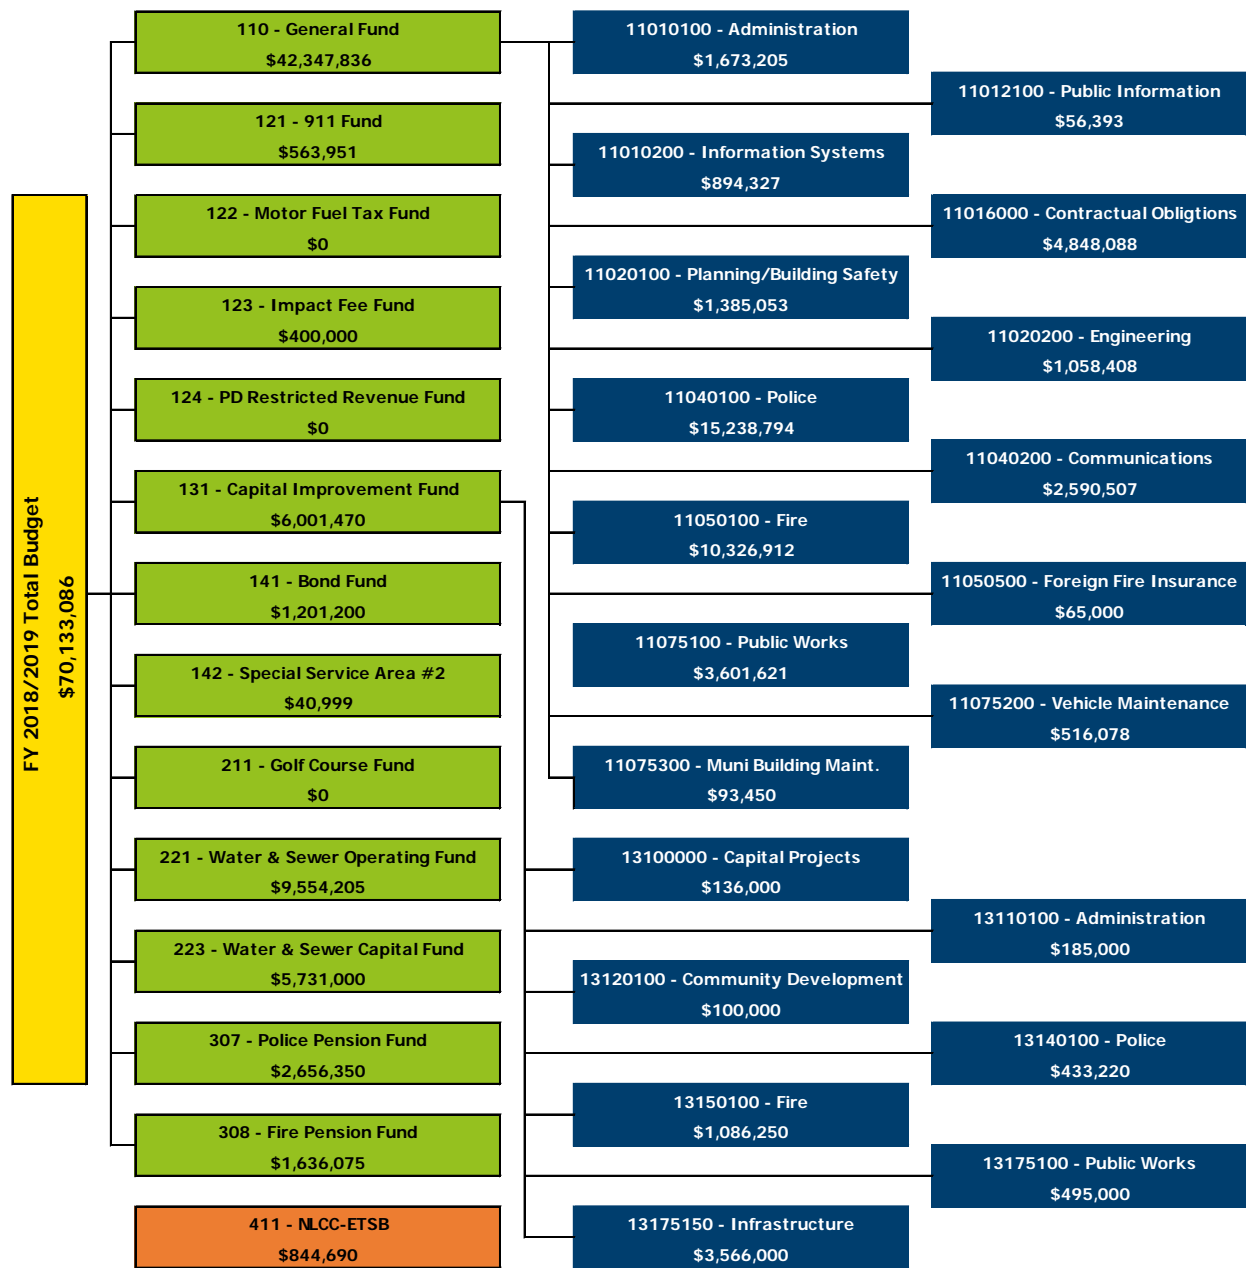 FY 2018/2019 Total Budget
$70,133,086
110 - General Fund
$42,347,836
121 - 911 Fund
$563,951
122 - Motor Fuel Tax Fund
$0
123 - Impact Fee Fund
$400,000
124 - PD Restricted Revenue Fund
$0
131 - Capital Improvement Fund
$6,001,470
141 - Bond Fund
$1,201,200
142 - Special Service Area #2
$40,999
211 - Golf Course Fund
$0
221 - Water & Sewer Operating Fund
$9,554,205
223 - Water & Sewer Capital Fund
$5,731,000
307 - Police Pension Fund
$2,656,350
308 - Fire Pension Fund
$1,636,075
411 - NLCC-ETSB
$844,690
11010100 - Administration
$1,673,205
11012100 - Public Information
$56,393
11010200 - Information Systems
$894,327
11016000 - Contractual Obligtions
$4,848,088
11020100 - Planning/Building Safety
$1,385,053
11020200 - Engineering
$1,058,408
11040100 - Police
$15,238,794
11040200 - Communications
$2,590,507
11050100 - Fire
$10,326,912
11050500 - Foreign Fire Insurance
$65,000
11075100 - Public Works
$3,601,621
11075200 - Vehicle Maintenance
$516,078
11075300 - Muni Building Maint.
$93,450
13100000 - Capital Projects
$136,000
13110100 - Administration
$185,000
13120100 - Community Development
$100,000
13140100 - Police
$433,220
13150100 - Fire
$1,086,250
13175100 - Public Works
$495,000
13175150 - Infrastructure
$3,566,000